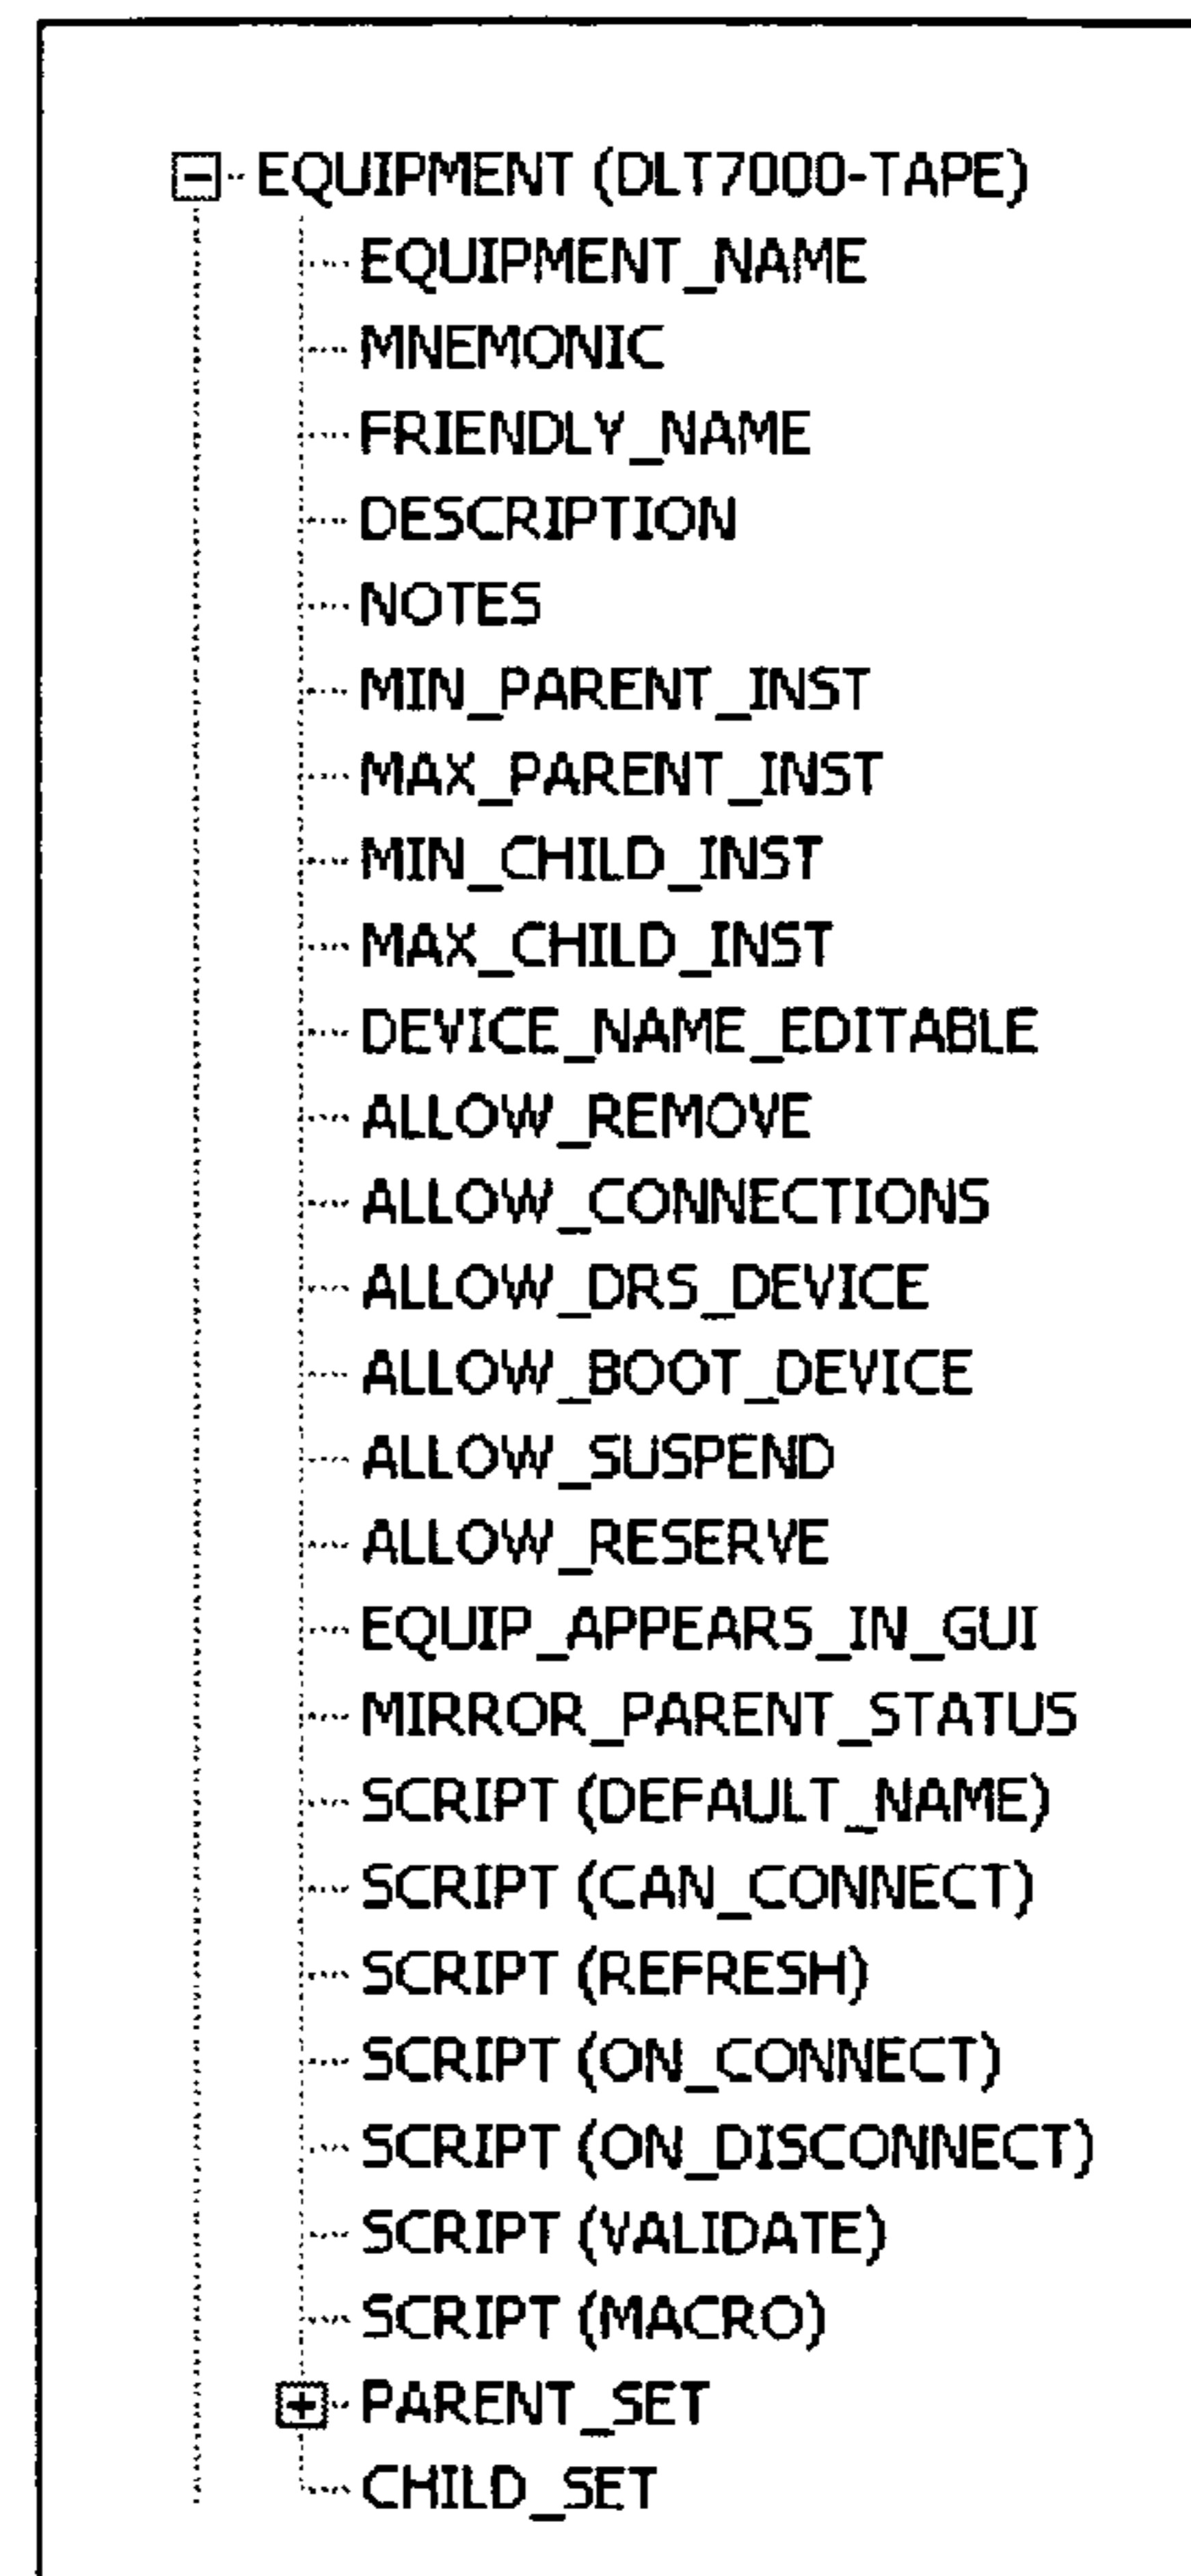 EQUIPMENT (DLT7000-TAPE)
EQUIPMENT_NAME
MNEMONIC
FRIENDLY_NAME
DESCRIPTION
NOTES
MIN_PARENT_INST
MAX_PARENT_INST
MIN_CHILD_INST
MAX_CHILD_INST
DEVICE_NAME_EDITABLE
ALLOW_REMOVE
ALLOW_CONNECTIONS
ALLOW_DRS_DEVICE
ALLOW_BOOT_DEVICE
ALLOW_SUSPEND
ALLOW_RESERVE
EQUIP_APPEARS_IN_GUI
MIRROR_PARENT_STATUS
SCRIPT (DEFAULT_NAME)
SCRIPT (CAN_CONNECT)
SCRIPT (REFRESH)
SCRIPT (ON_CONNECT)
SCRIPT (ON_DISCONNECT)
SCRIPT (VALIDATE)
SCRIPT (MACRO)
PARENT_SET
CHILD_SET